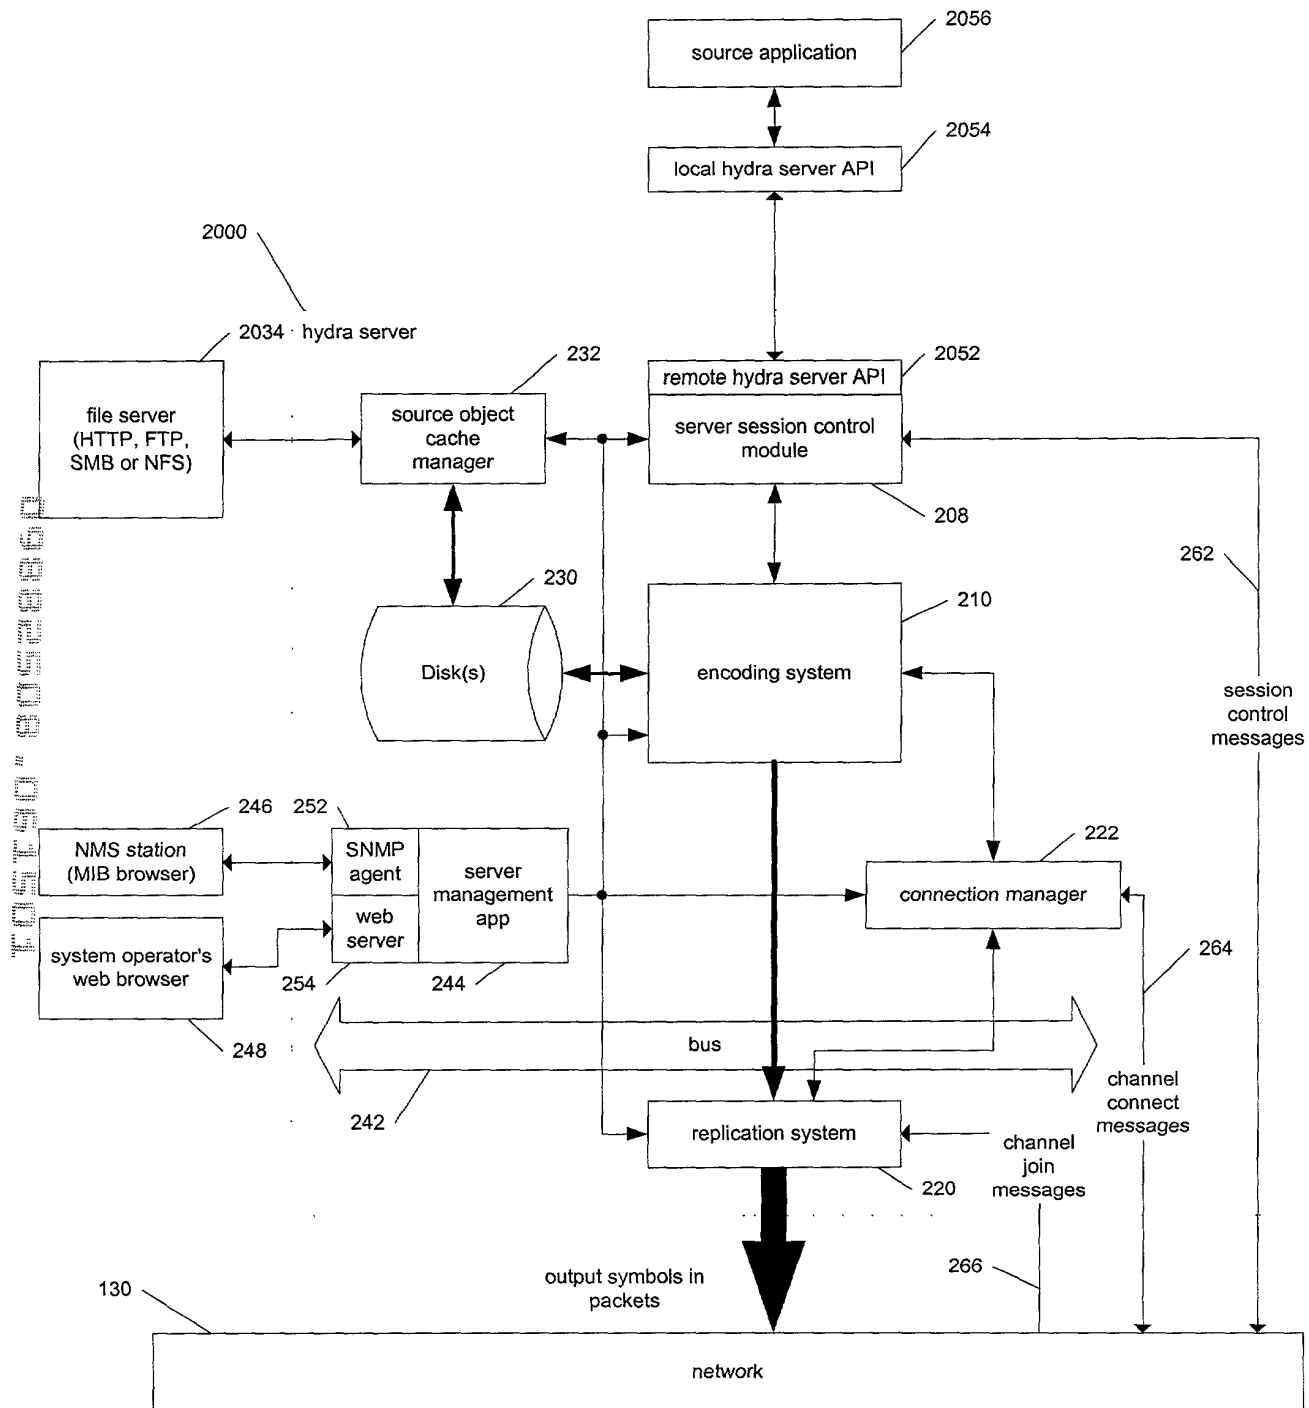 2056
source application
2054
local hydra server API
2000
2034
hydra server
232
2052
remote hydra server API
file server
(HTTP, FTP,
SMB or NFS)
source object
cache
manager
server session control
module
208
262
230
210
Disk(s)
encoding system
session
control
messages
246
252
222
NMS station
(MIB browser)
SNMP
agent
server
management
app
connection manager
web
server
system operator's
web browser
254
244
264
248
bus
242
channel
connect
messages
replication system
channel
join
messages
220
130
output symbols in
packets
266
network